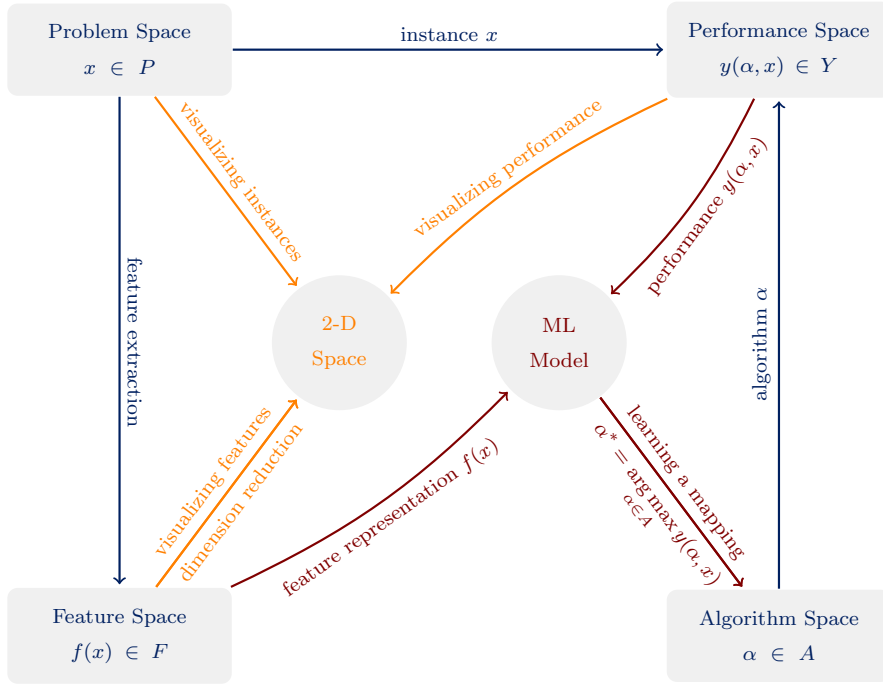 Problem Space
x ∈ P
instance x
Performance Space
y(α, x) ∈ Y
visualizing instances
visualizing performance
performance y(α, x)
feature extraction
2-D
Space
ML
Model
algorithm α
visualizing features
dimension reduction
feature representation f(x)
learning a mapping
α* = arg max y(α, x)
α∈A
Feature Space
f(x) ∈ F
Algorithm Space
α ∈ A